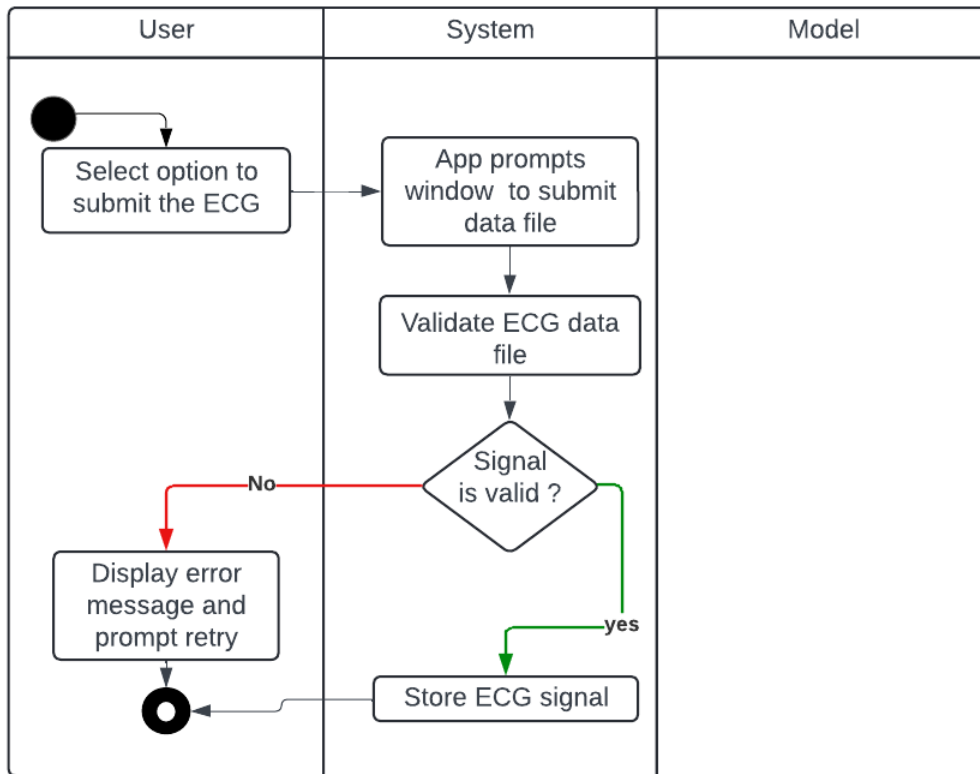 User
System
Model
Select option to
submit the ECG
App prompts
window to submit
data file
Validate ECG data
file
Signal
is valid ?
No
yes
Display error
message and
prompt retry
Store ECG signal